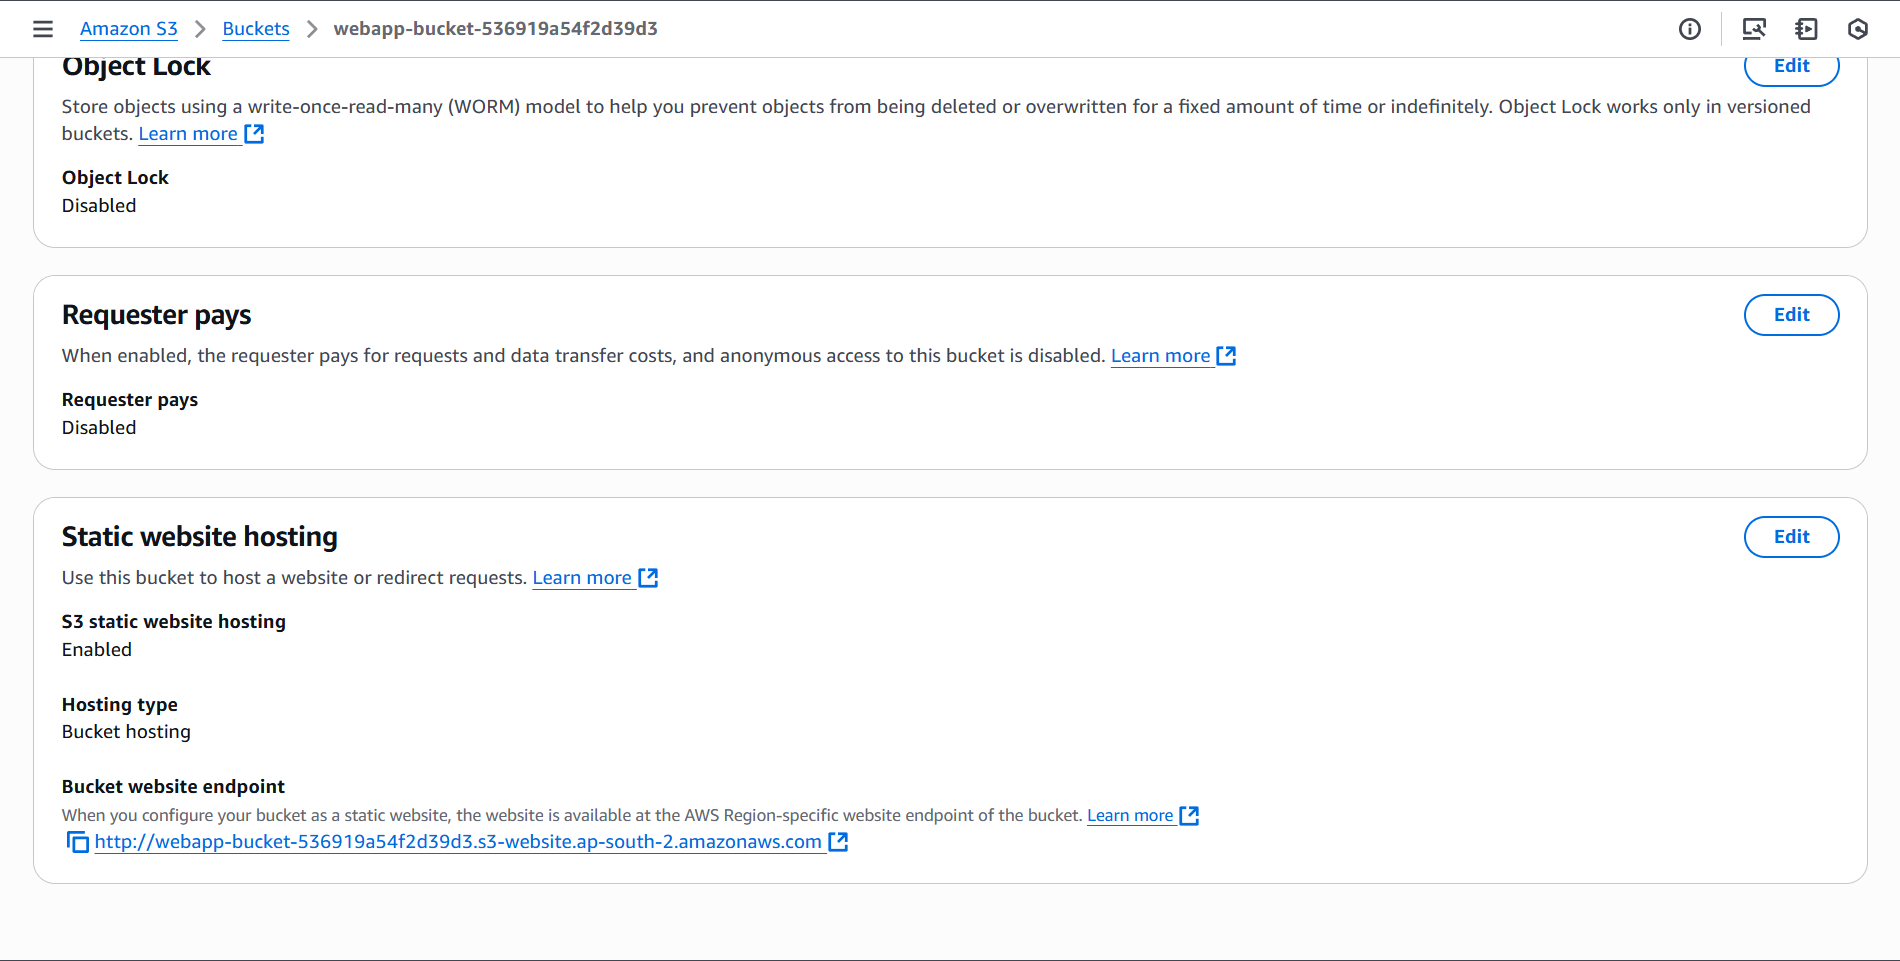 Amazon S3 > Buckets > webapp-bucket-536919a54f2d39d3
Object Lock
Edit
Store objects using a write-once-read-many (WORM) model to help you prevent objects from being deleted or overwritten for a fixed amount of time or indefinitely. Object Lock works only in versioned
buckets. Learn more
Object Lock
Disabled
Requester pays
Edit
When enabled, the requester pays for requests and data transfer costs, and anonymous access to this bucket is disabled. Learn more
Requester pays
Disabled
Static website hosting
Edit
Use this bucket to host a website or redirect requests. Learn more
S3 static website hosting
Enabled
Hosting type
Bucket hosting
Bucket website endpoint
When you configure your bucket as a static website, the website is available at the AWS Region-specific website endpoint of the bucket. Learn more
http://webapp-bucket-536919a54f2d39d3.s3-website.ap-south-2.amazonaws.com